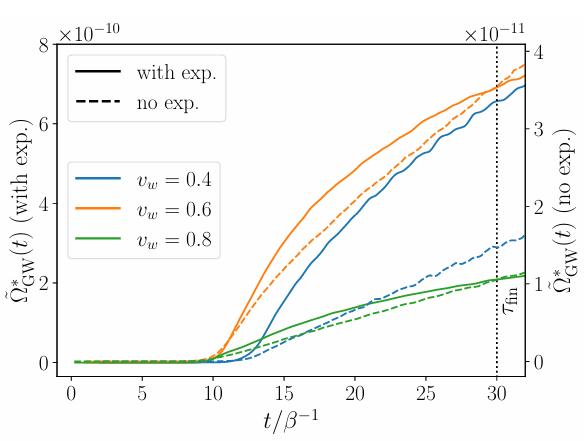 ×10⁻¹⁰
×10⁻¹¹
with exp.
no exp.
v_w = 0.4
v_w = 0.6
v_w = 0.8
8
6
4
2
0
Ω̃*_GW(t) (with exp.)
4
3
2
1
0
Ω̃*_GW(t) (no exp.)
τ_fin
0 5 10 15 20 25 30
t/β⁻¹